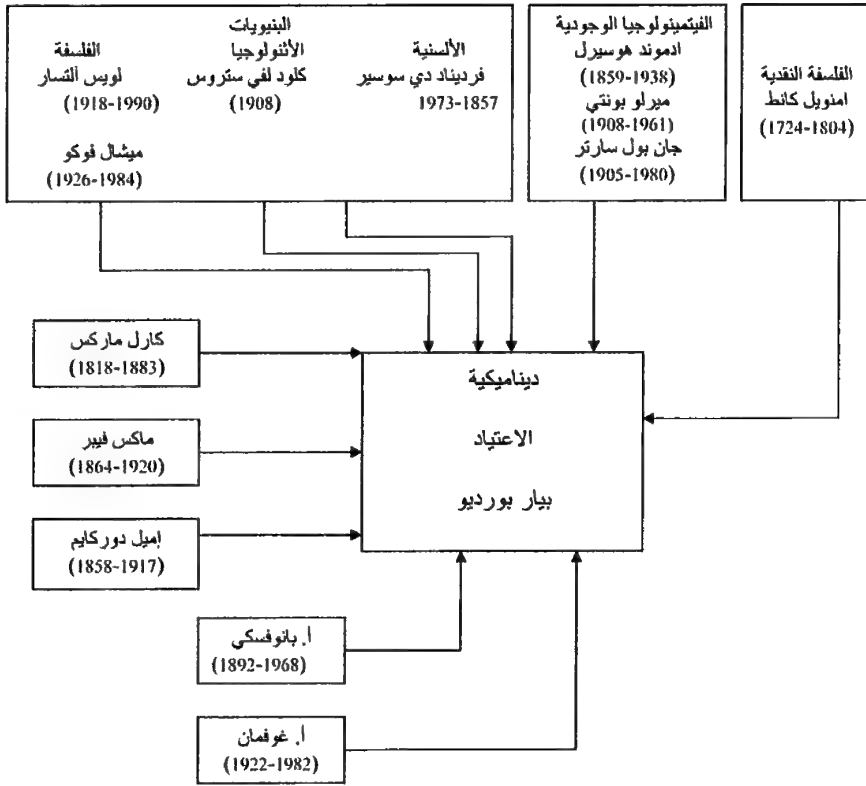 البنيويات
الفلسفة
لويس ألتسار
(1918-1990)
ميشال فوكو
(1926-1984)
الأثنولوجيا
كلود لفي ستروس
(1908)
الألسنية
فرديناد دي سوسير
1973-1857
الفيتمينولوجيا الوجودية
ادموند هوسيرل
(1859-1938)
ميرلو بونتي
(1908-1961)
جان بول سارتر
(1905-1980)
الفلسفة النقدية
امنويل كانط
(1724-1804)
كارل ماركس
(1818-1883)
ماكس فيبر
(1864-1920)
إميل دوركايم
(1858-1917)
ديناميكية
الاعتياد
بيار بورديو
أ. بانوفسكي
(1892-1968)
أ. غوفمان
(1922-1982)